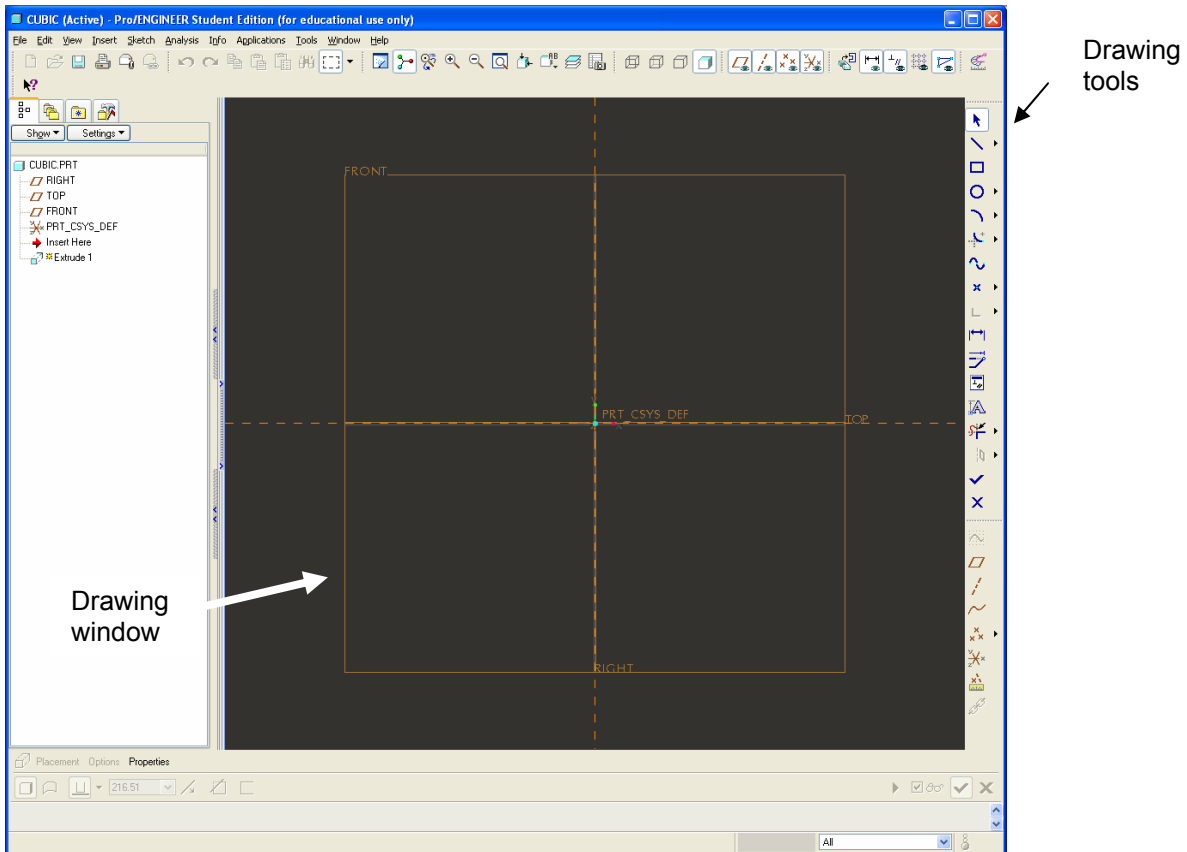 CUBIC (Active) - Pro/ENGINEER Student Edition (for educational use only)
File Edit View Insert Sketch Analysis Info Applications Tools Window Help
Drawing
tools
Show Settings
CUBIC.PRT
RIGHT
TOP
FRONT
PRT_CSYS_DEF
Insert Here
Extrude 1
FRONT
PRT_CSYS_DEF
TOP
Y
X
Drawing
window
RIGHT
Placement Options Properties
216.51
All